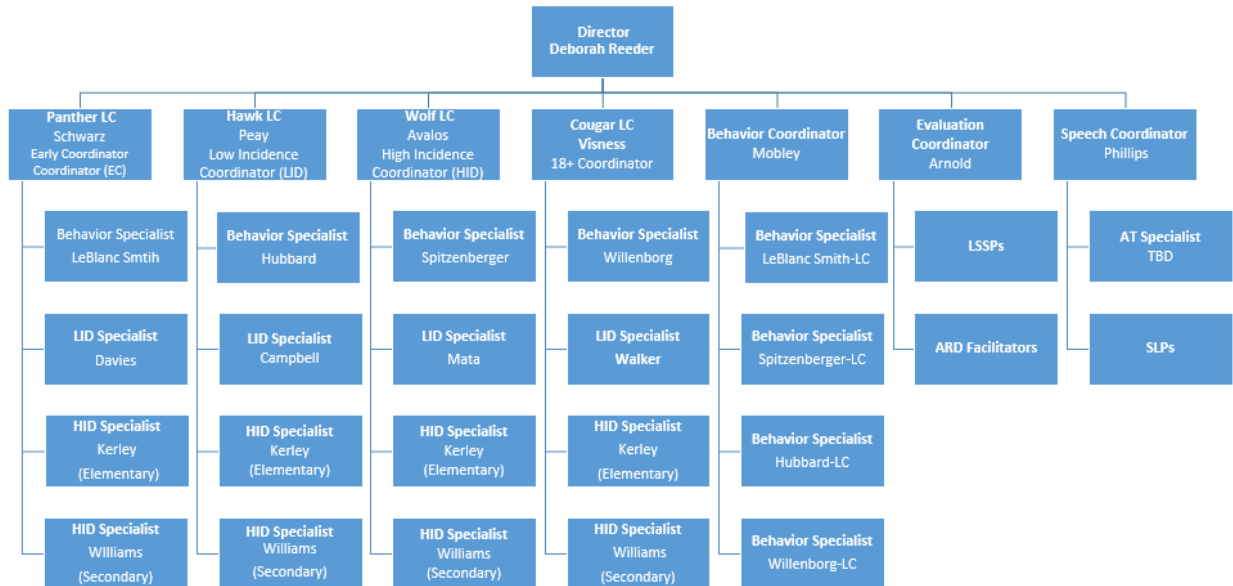 Director
Deborah Reeder
Panther LC
Schwarz
Early Coordinator
Coordinator (EC)
Hawk LC
Peay
Low Incidence
Coordinator (LID)
Wolf LC
Avalos
High Incidence
Coordinator (HID)
Cougar LC
Visness
18+ Coordinator
Behavior Coordinator
Mobley
Evaluation
Coordinator
Arnold
Speech Coordinator
Phillips
Behavior Specialist
LeBlanc Smtih
Behavior Specialist
Hubbard
Behavior Specialist
Spitzenberger
Behavior Specialist
Willenborg
Behavior Specialist
LeBlanc Smith-LC
LSSPs
AT Specialist
TBD
LID Specialist
Davies
LID Specialist
Campbell
LID Specialist
Mata
LID Specialist
Walker
Behavior Specialist
Spitzenberger-LC
ARD Facilitators
SLPs
HID Specialist
Kerley
(Elementary)
HID Specialist
Kerley
(Elementary)
HID Specialist
Kerley
(Elementary)
HID Specialist
Kerley
(Elementary)
Behavior Specialist
Hubbard-LC
HID Specialist
WIlliams
(Secondary)
HID Specialist
Williams
(Secondary)
HID Specialist
Williams
(Secondary)
HID Specialist
Williams
(Secondary)
Behavior Specialist
Willenborg-LC